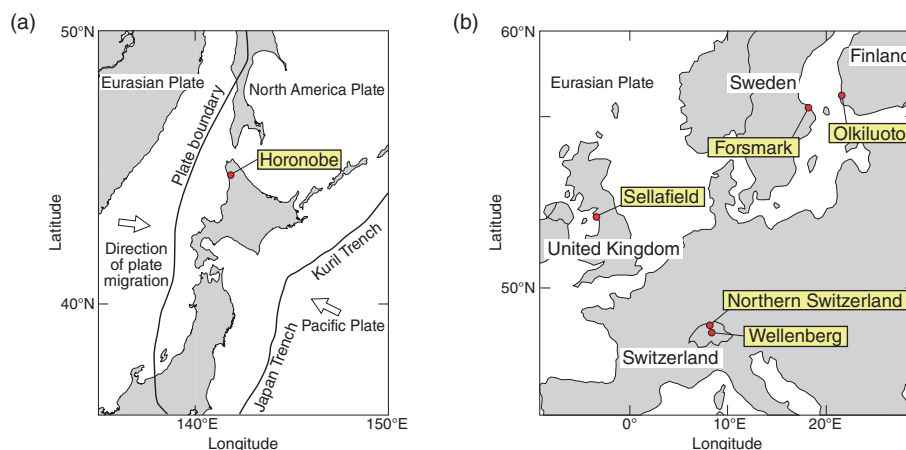 (a)
50°N
40°N
Latitude
140°E
150°E
Longitude
Eurasian Plate
North America Plate
Plate boundary
Horonobe
Direction
of plate
migration
Kuril Trench
Pacific Plate
Japan Trench
(b)
60°N
50°N
Latitude
0°
10°E
20°E
Longitude
Eurasian Plate
Finland
Sweden
Forsmark
Olkiluoto
Sellafield
United Kingdom
Northern Switzerland
Wellenberg
Switzerland